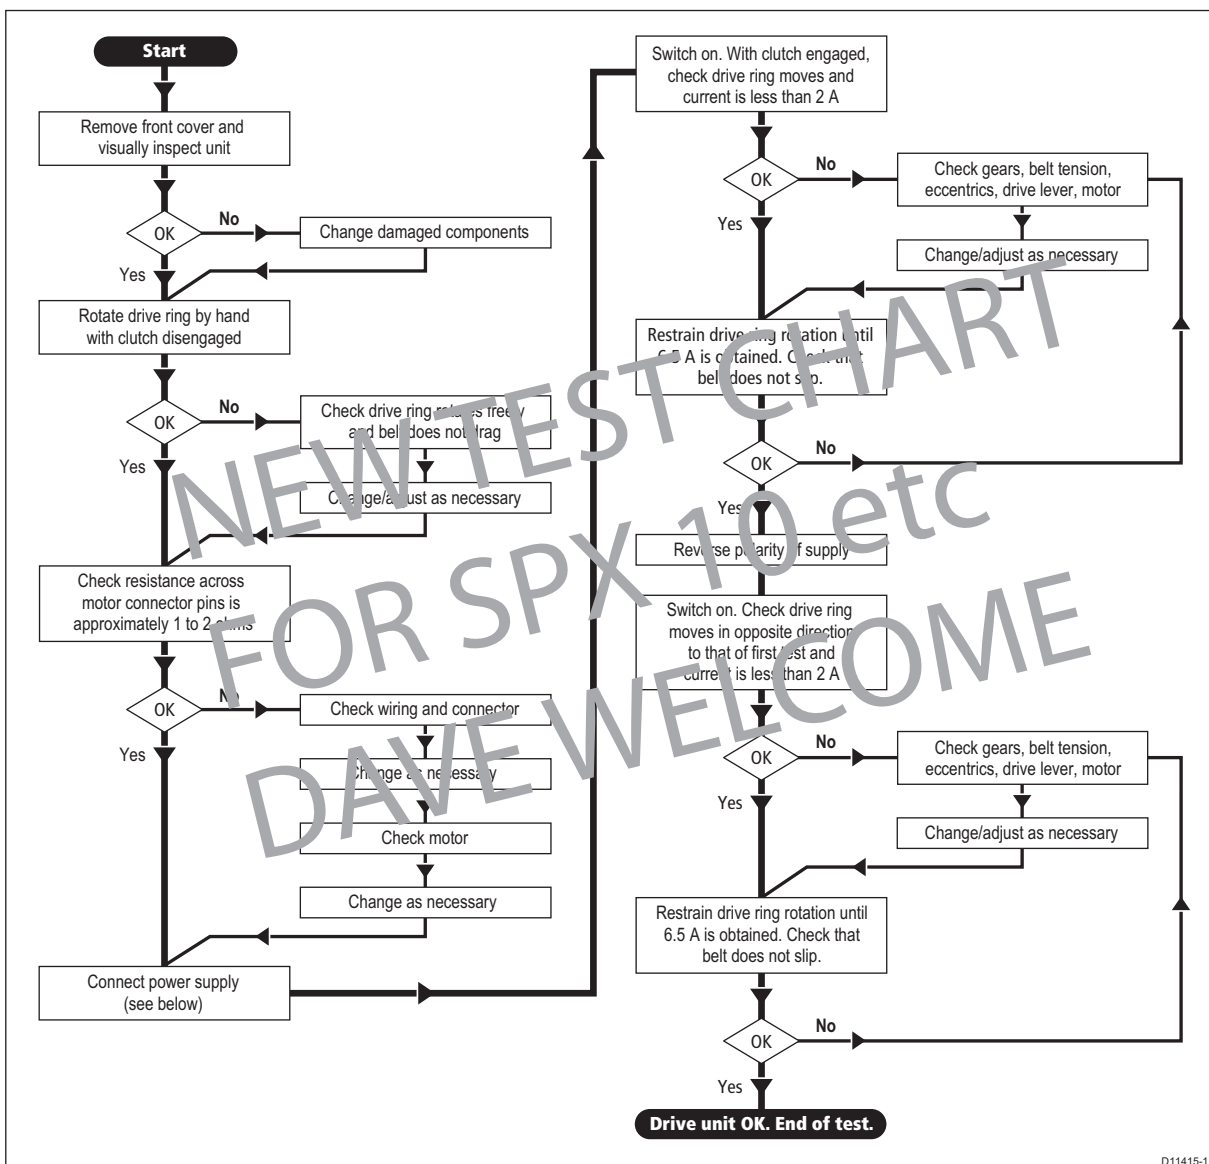 Start
Remove front cover and
visually inspect unit
OK
No
Change damaged components
Yes
Rotate drive ring by hand
with clutch disengaged
OK
No
Check drive ring rotates freely
and belt does not drag
Change/adjust as necessary
Yes
Check resistance across
motor connector pins is
approximately 1 to 2 ohms
OK
No
Check wiring and connector
Change as necessary
Check motor
Change as necessary
Yes
Connect power supply
(see below)
Switch on. With clutch engaged,
check drive ring moves and
current is less than 2 A
OK
No
Check gears, belt tension,
eccentrics, drive lever, motor
Change/adjust as necessary
Yes
Restrain drive ring rotation until
6.5 A is obtained. Check that
belt does not slip.
OK
No
Yes
Reverse polarity of supply
Switch on. Check drive ring
moves in opposite direction
to that of first test and
current is less than 2 A
OK
No
Check gears, belt tension,
eccentrics, drive lever, motor
Change/adjust as necessary
Yes
Restrain drive ring rotation until
6.5 A is obtained. Check that
belt does not slip.
OK
No
Yes
Drive unit OK. End of test.
NEW TEST CHART
FOR SPX 10 etc
DAVE WELCOME
D11415-1